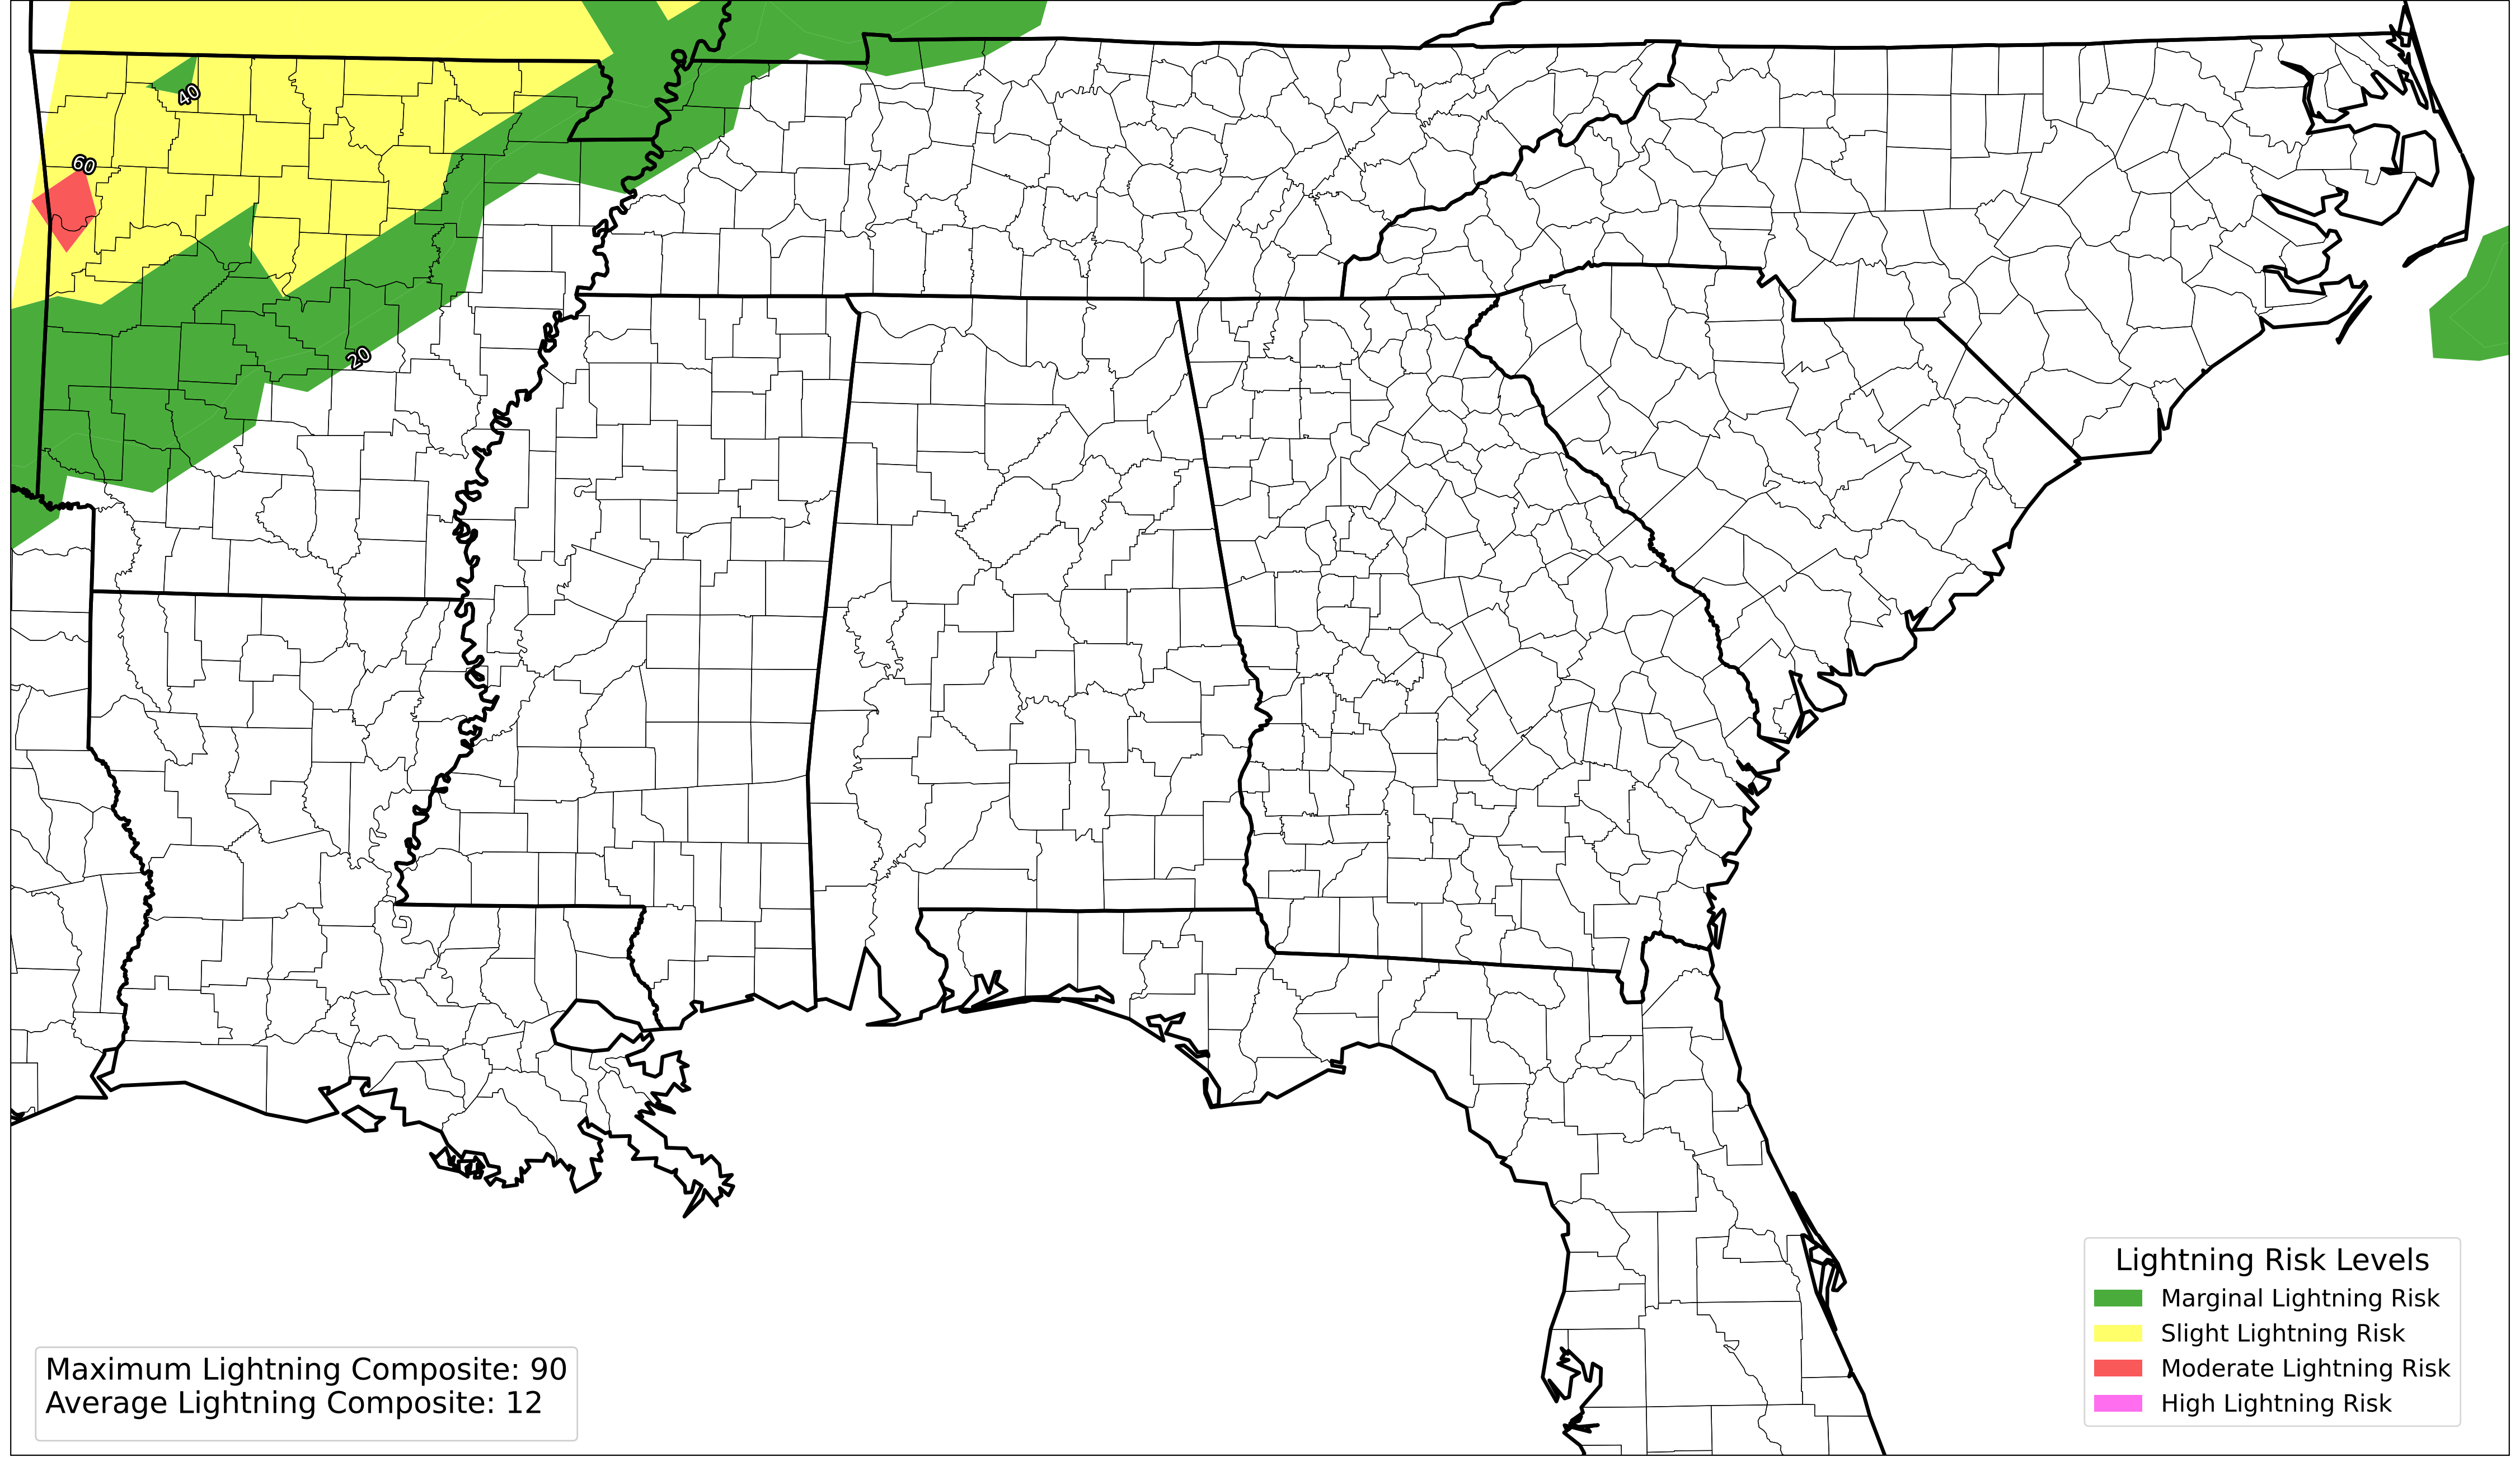 40
60
20
Lightning Risk Levels
Marginal Lightning Risk
Slight Lightning Risk
Moderate Lightning Risk
High Lightning Risk
Maximum Lightning Composite: 90
Average Lightning Composite: 12